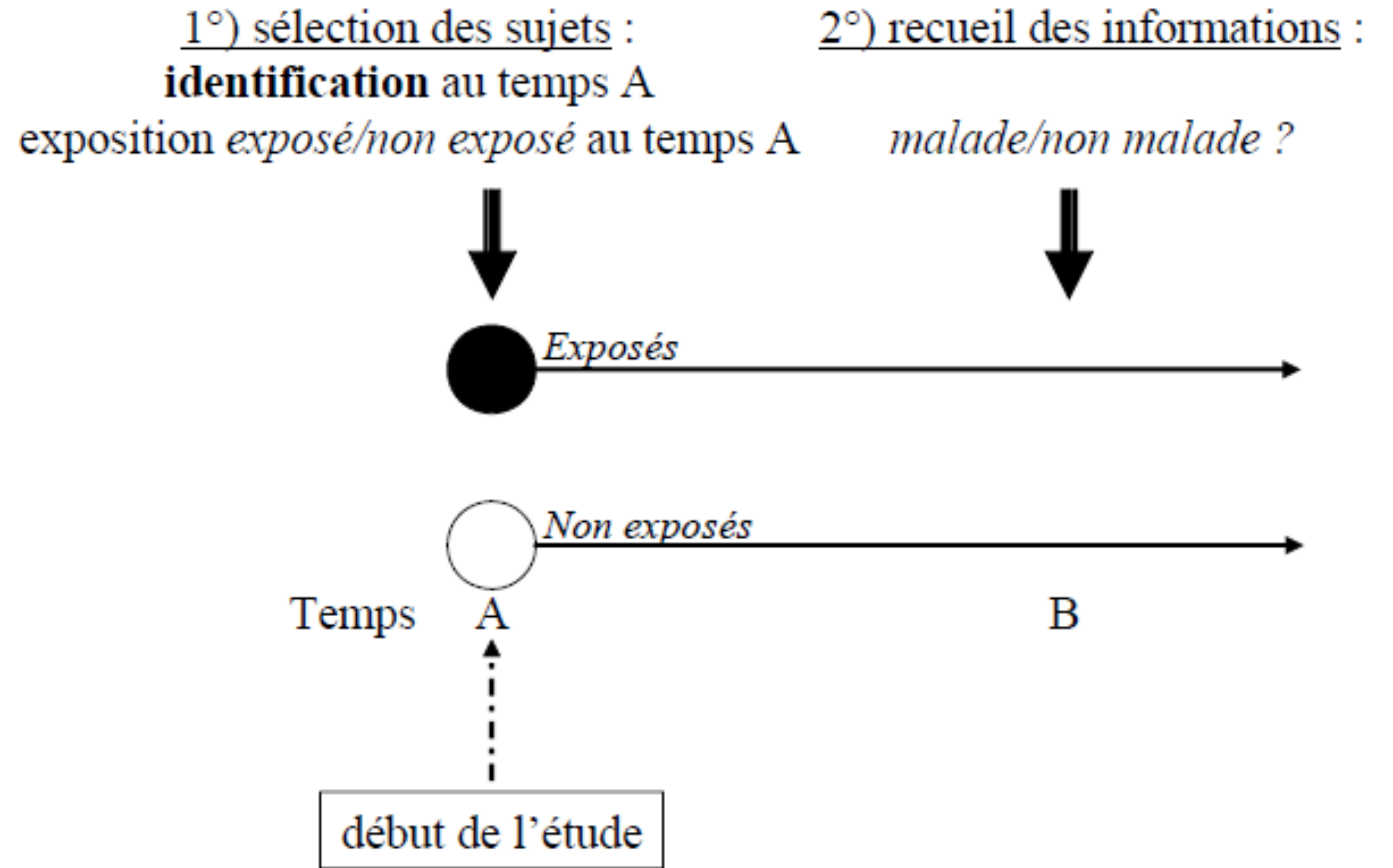 1°) sélection des sujets :
identification au temps A
exposition exposé/non exposé au temps A
2°) recueil des informations :
malade/non malade ?
Exposés
Non exposés
Temps A B
début de l'étude